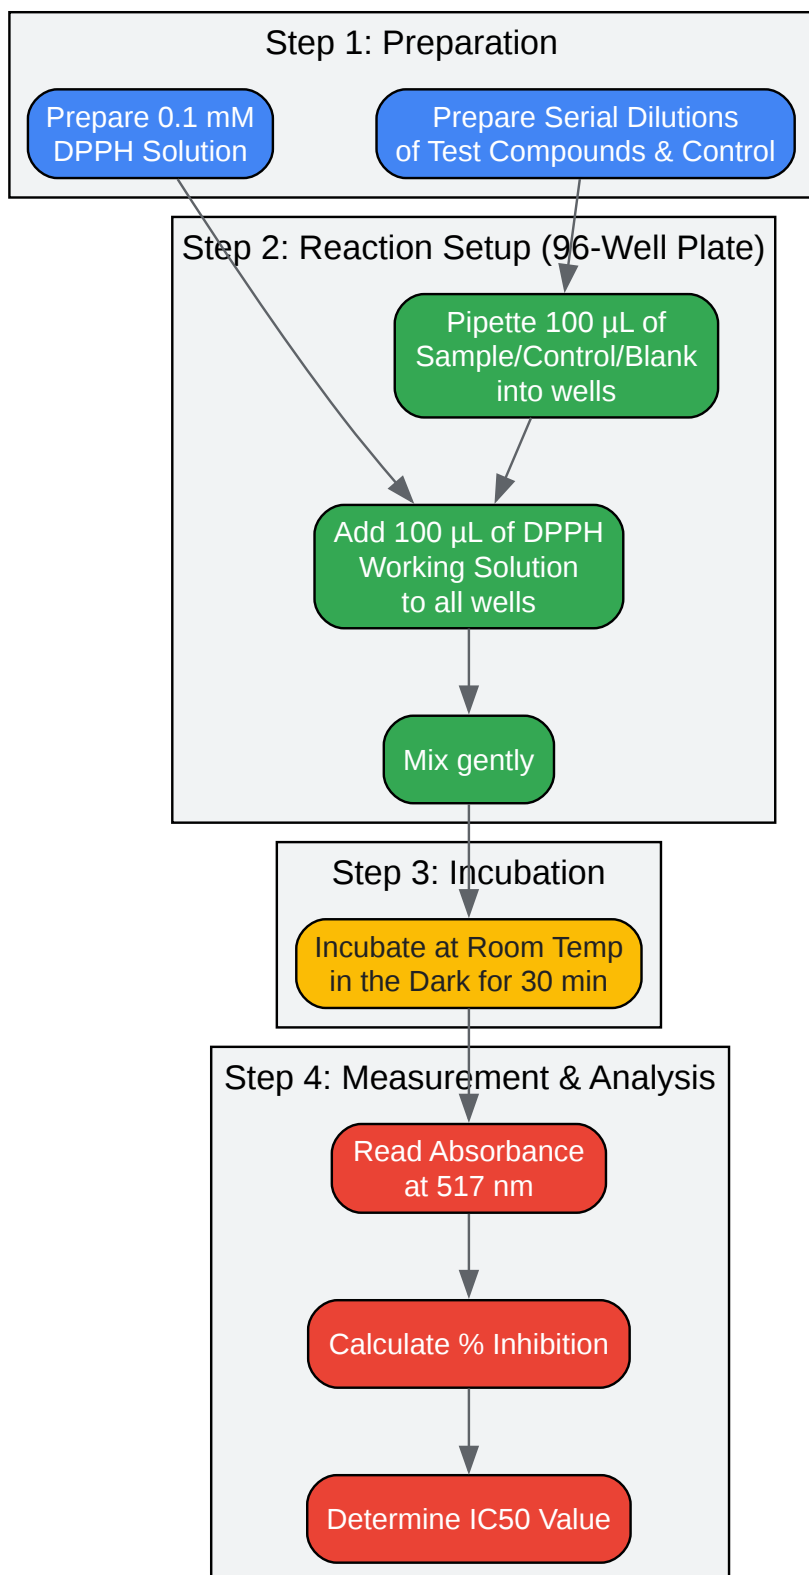 Step 1: Preparation
Prepare 0.1 mM
DPPH Solution
Prepare Serial Dilutions
of Test Compounds & Control
Step 2: Reaction Setup (96-Well Plate)
Pipette 100 µL of
Sample/Control/Blank
into wells
Add 100 µL of DPPH
Working Solution
to all wells
Mix gently
Step 3: Incubation
Incubate at Room Temp
in the Dark for 30 min
Step 4: Measurement & Analysis
Read Absorbance
at 517 nm
Calculate % Inhibition
Determine IC50 Value